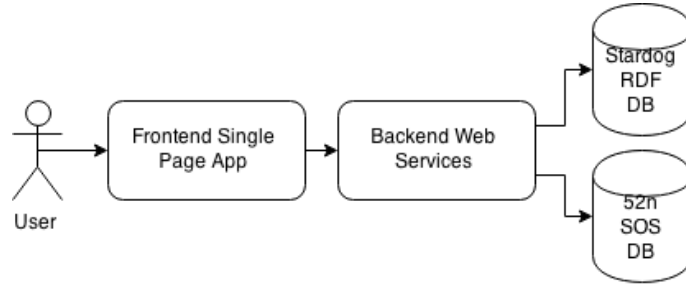 User
Frontend Single
Page App
Backend Web
Services
Stardog
RDF
DB
52n
SOS
DB